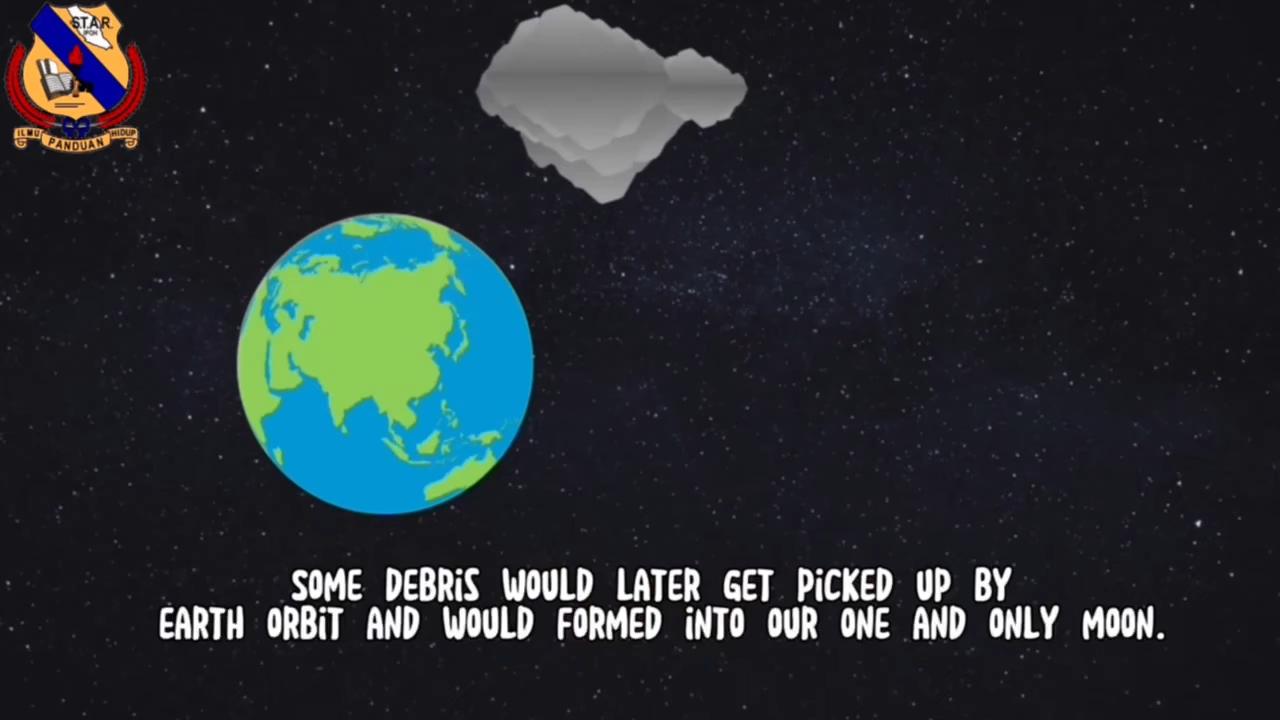 S.T.A.R.
IPOH
ILMU PANDUAN HIDUP
SOME DEBRIS WOULD LATER GET PICKED UP BY
EARTH ORBIT AND WOULD FORMED INTO OUR ONE AND ONLY MOON.